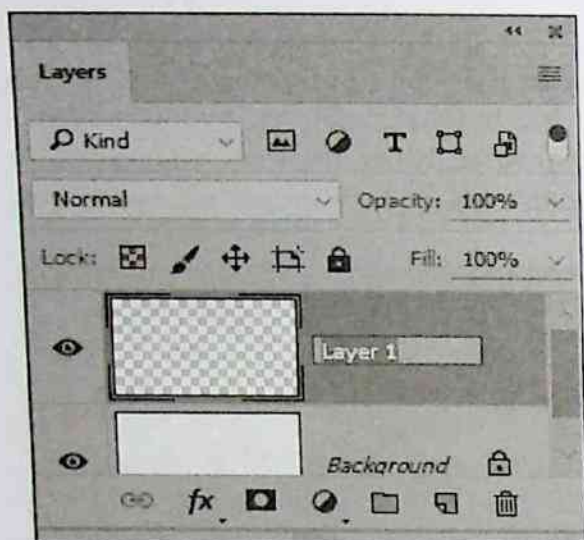 Layers
Kind T
Normal Opacity: 100%
Lock: Fill: 100%
Layer 1
Background
fx